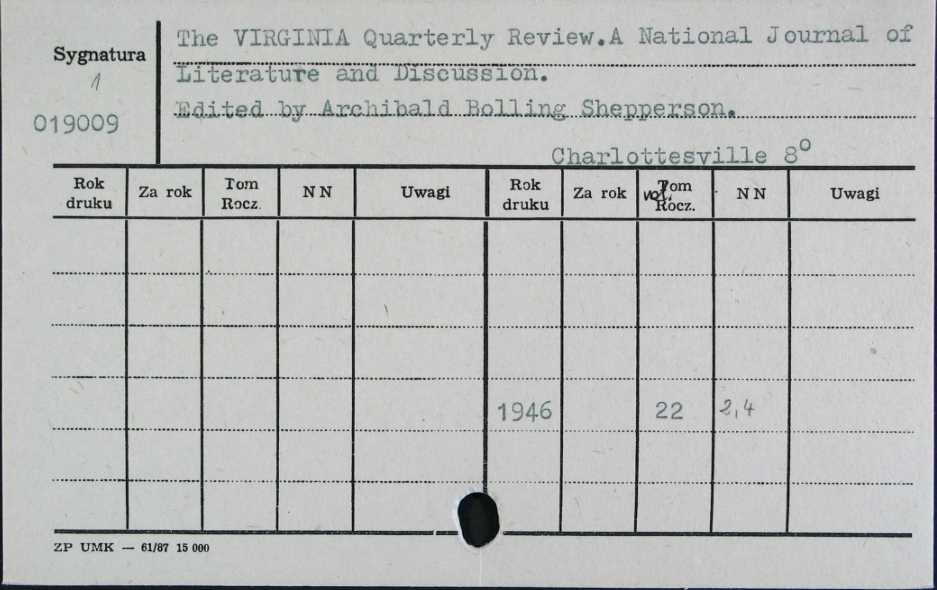 Sygnatura
1
019009
The VIRGINIA Quarterly Review.A National Journal of
Literature and Discussion.
Edited by Archibald Bolling Shepperson.
Charlottesville 8º
Rok druku Za rok Tom Rocz. N N Uwagi Rok druku Za rok vol. Tom Rocz. N N Uwagi
1946 22 2,4
ZP UMK — 61/87 15 000